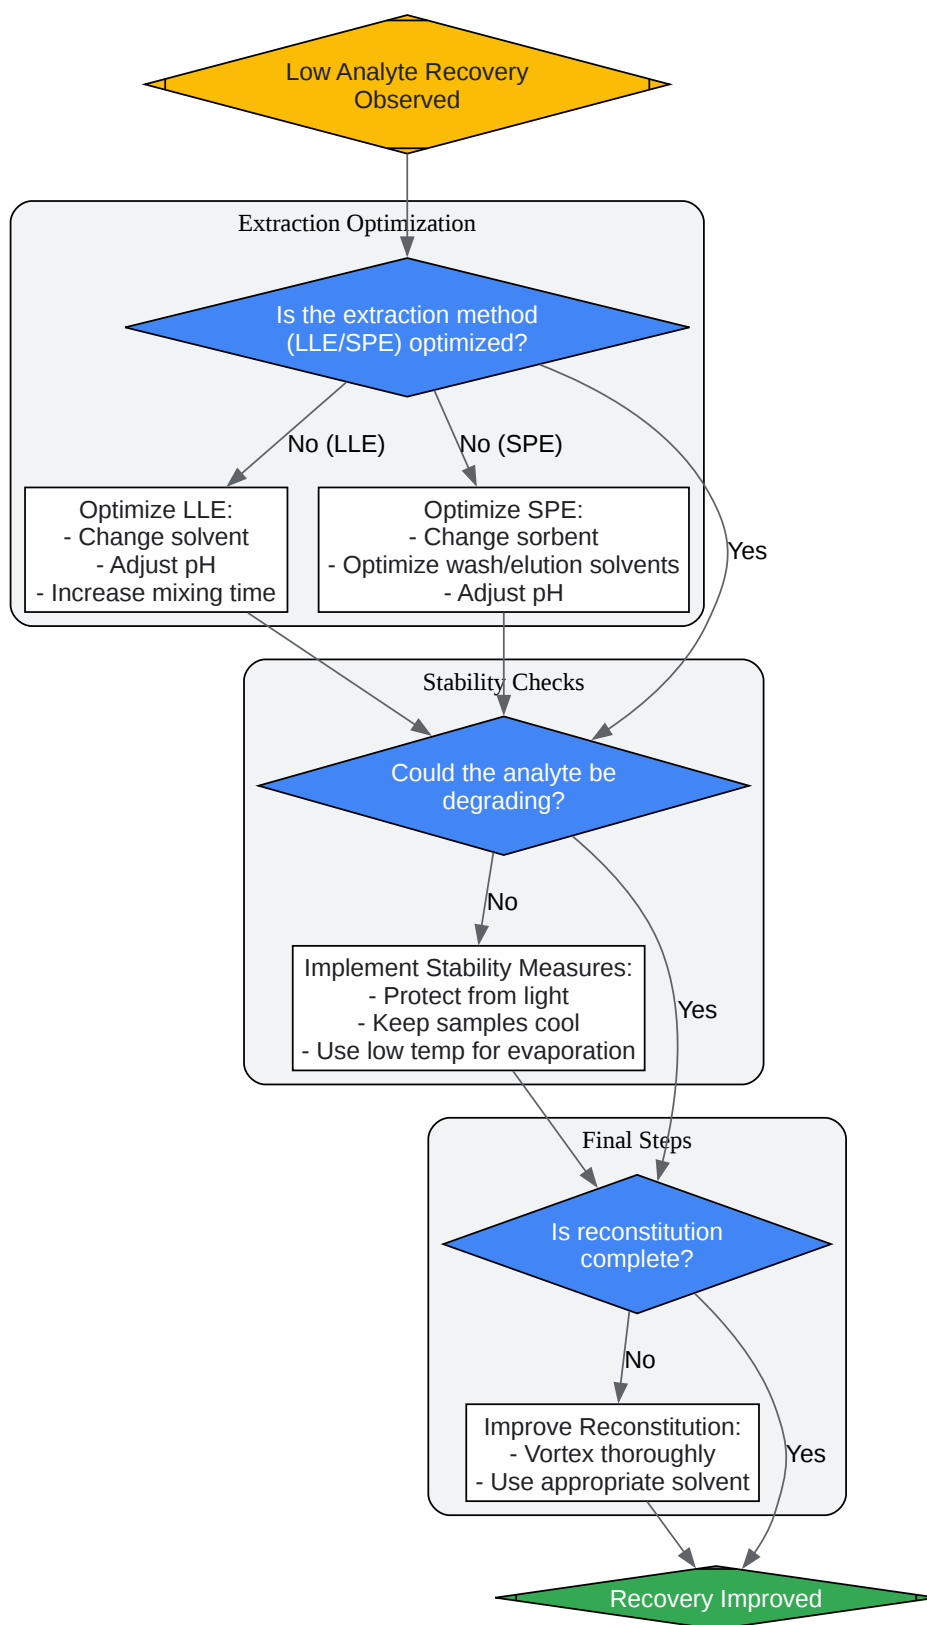 Low Analyte Recovery
Observed
Extraction Optimization
Is the extraction method
(LLE/SPE) optimized?
No (LLE)
No (SPE)
Optimize LLE:
- Change solvent
- Adjust pH
- Increase mixing time
Optimize SPE:
- Change sorbent
- Optimize wash/elution solvents
- Adjust pH
Yes
Stability Checks
Could the analyte be
degrading?
No
Implement Stability Measures:
- Protect from light
- Keep samples cool
- Use low temp for evaporation
Yes
Final Steps
Is reconstitution
complete?
No
Improve Reconstitution:
- Vortex thoroughly
- Use appropriate solvent
Yes
Recovery Improved